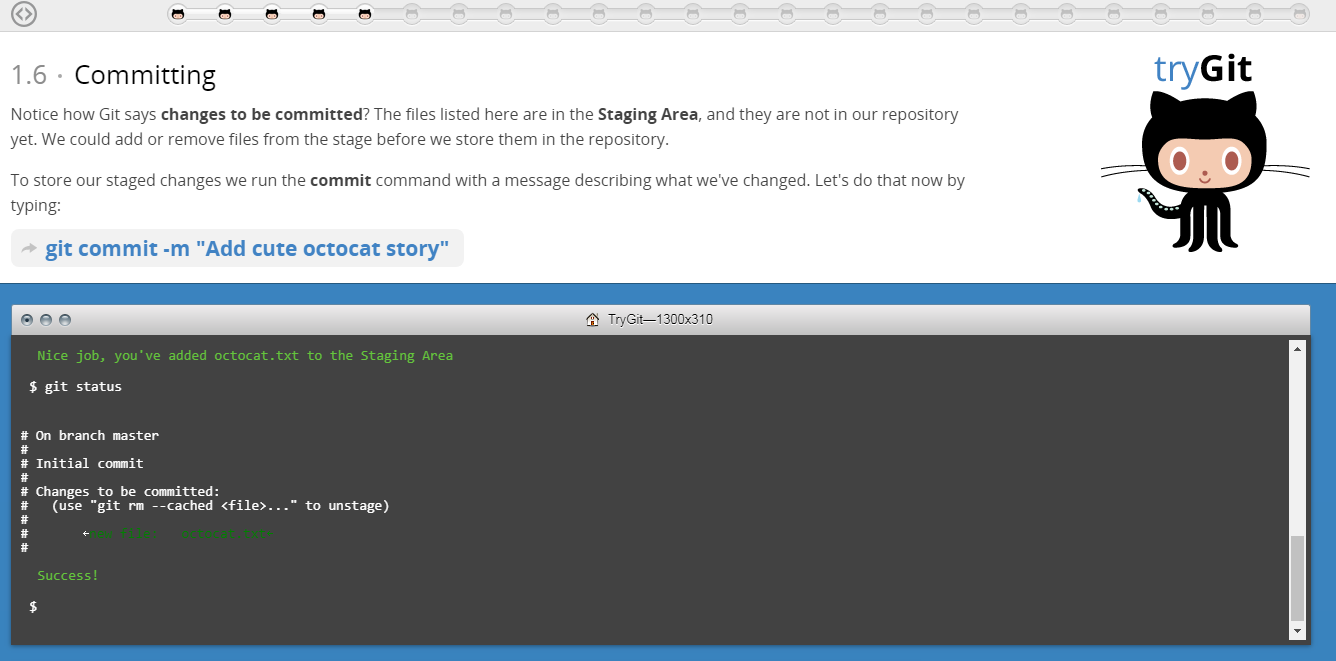 1.6 · Committing
tryGit
Notice how Git says changes to be committed? The files listed here are in the Staging Area, and they are not in our repository
yet. We could add or remove files from the stage before we store them in the repository.
To store our staged changes we run the commit command with a message describing what we've changed. Let's do that now by
typing:
git commit -m "Add cute octocat story"
TryGit—1300x310
Nice job, you've added octocat.txt to the Staging Area
$ git status
# On branch master
#
# Initial commit
#
# Changes to be committed:
#   (use "git rm --cached <file>..." to unstage)
#
#       ←new file:   octocat.txt←
#
Success!
$